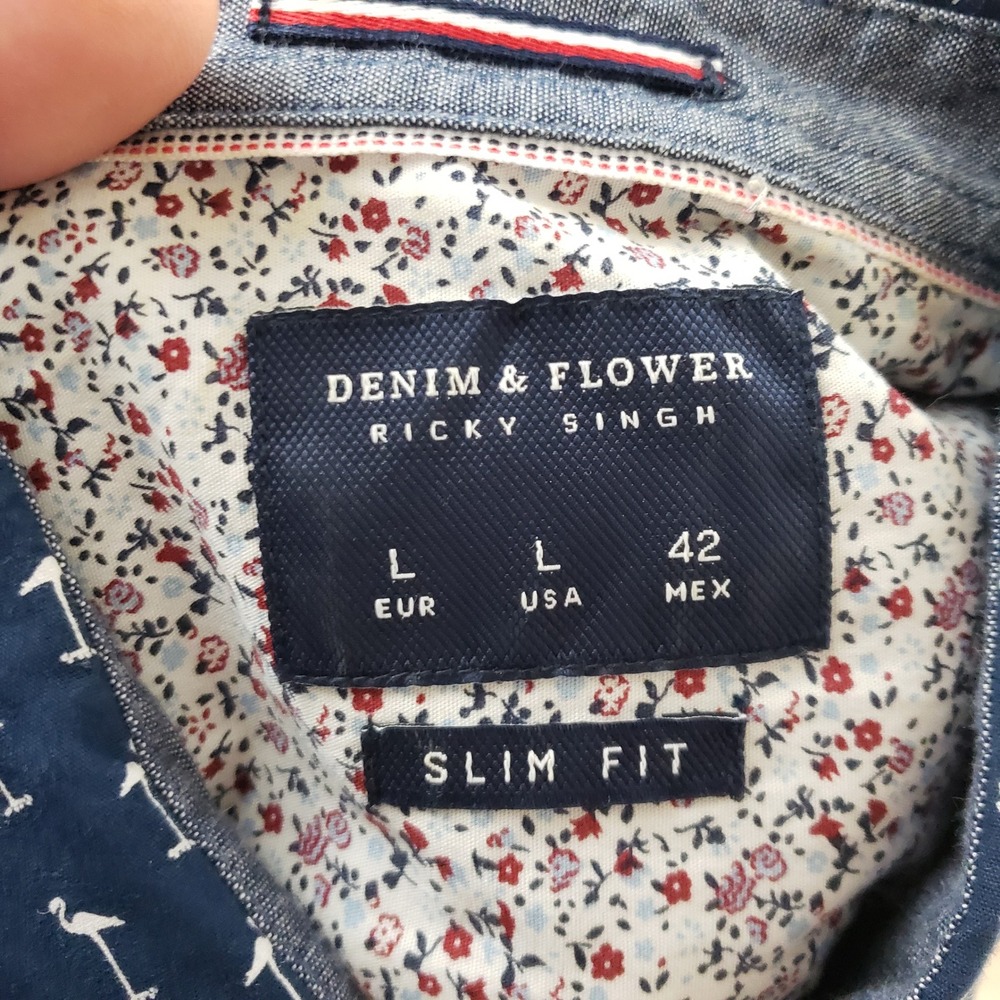 DENIM & FLOWER
RICKY SINGH
L L 42
EUR USA MEX
SLIM FIT